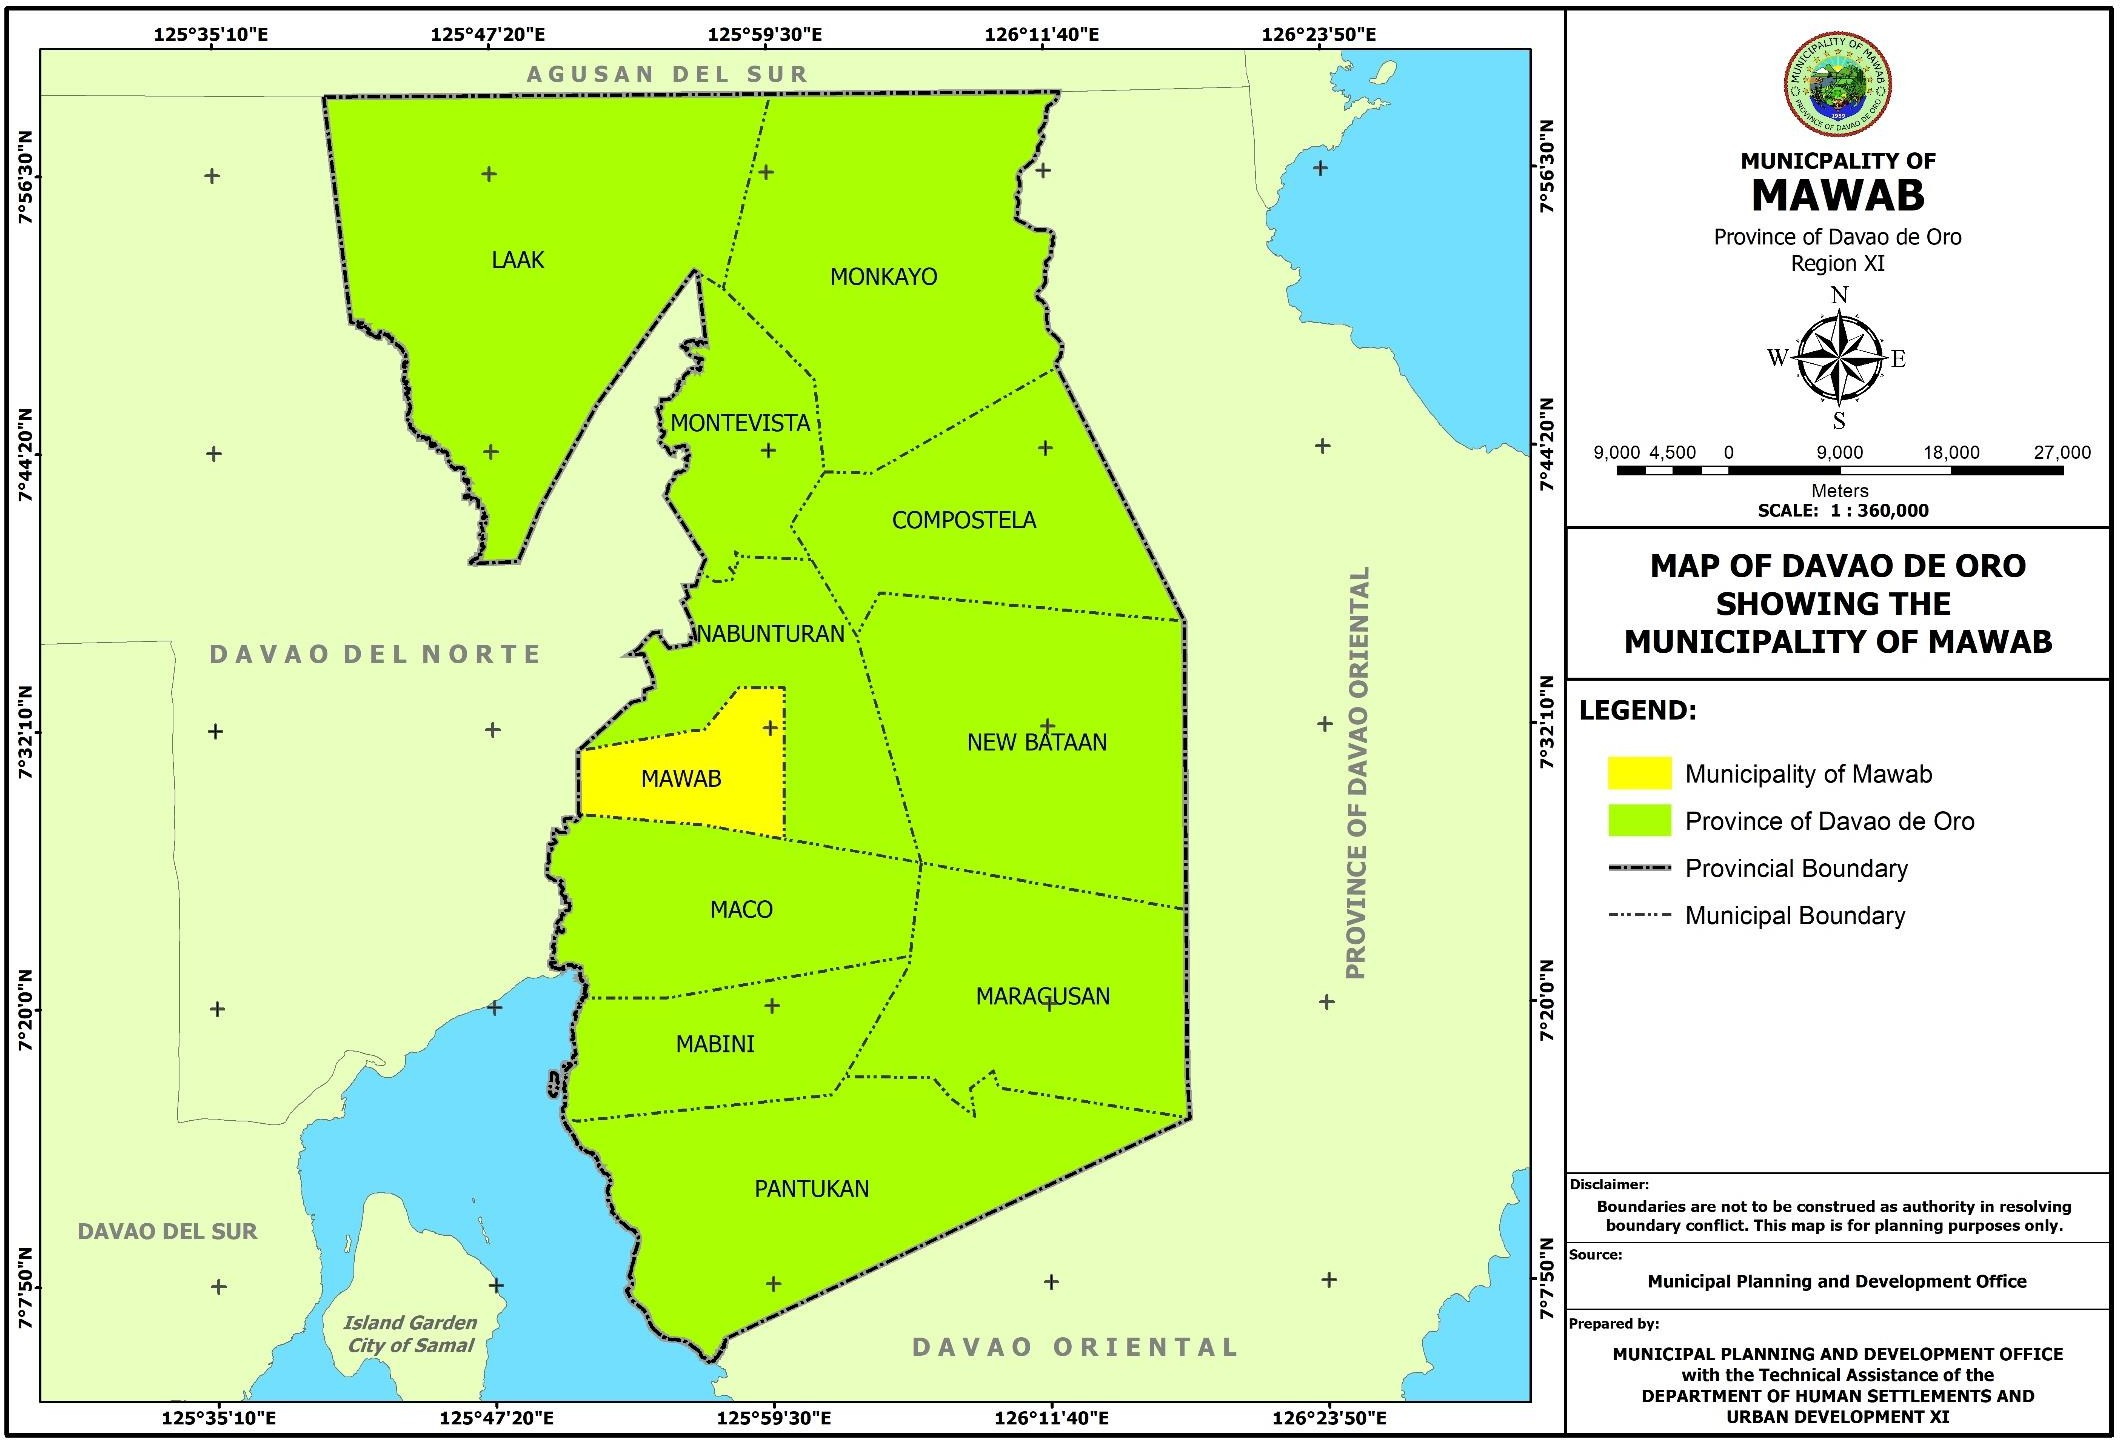 125°35'10"E 125°47'20"E 125°59'30"E 126°11'40"E 126°23'50"E
AGUSAN DEL SUR
7°56'30"N 7°56'30"N
LAAK
MONKAYO
MONTEVISTA
7°44'20"N 7°44'20"N
COMPOSTELA
NABUNTURAN
DAVAO DEL NORTE
PROVINCE OF DAVAO ORIENTAL
7°32'10"N 7°32'10"N
NEW BATAAN
MAWAB
MACO
MARAGUSAN
7°20'0"N 7°20'0"N
MABINI
PANTUKAN
DAVAO DEL SUR
7°7'50"N 7°7'50"N
Island Garden
City of Samal
DAVAO ORIENTAL
125°35'10"E 125°47'20"E 125°59'30"E 126°11'40"E 126°23'50"E
MUNICIPALITY OF MAWAB
PROVINCE OF DAVAO DE ORO
1959
MUNICPALITY OF
MAWAB
Province of Davao de Oro
Region XI
N
W E
S
9,000 4,500 0 9,000 18,000 27,000
Meters
SCALE: 1 : 360,000
MAP OF DAVAO DE ORO
SHOWING THE
MUNICIPALITY OF MAWAB
LEGEND:
Municipality of Mawab
Province of Davao de Oro
Provincial Boundary
Municipal Boundary
Disclaimer:
Boundaries are not to be construed as authority in resolving
boundary conflict. This map is for planning purposes only.
Source:
Municipal Planning and Development Office
Prepared by:
MUNICIPAL PLANNING AND DEVELOPMENT OFFICE
with the Technical Assistance of the
DEPARTMENT OF HUMAN SETTLEMENTS AND
URBAN DEVELOPMENT XI